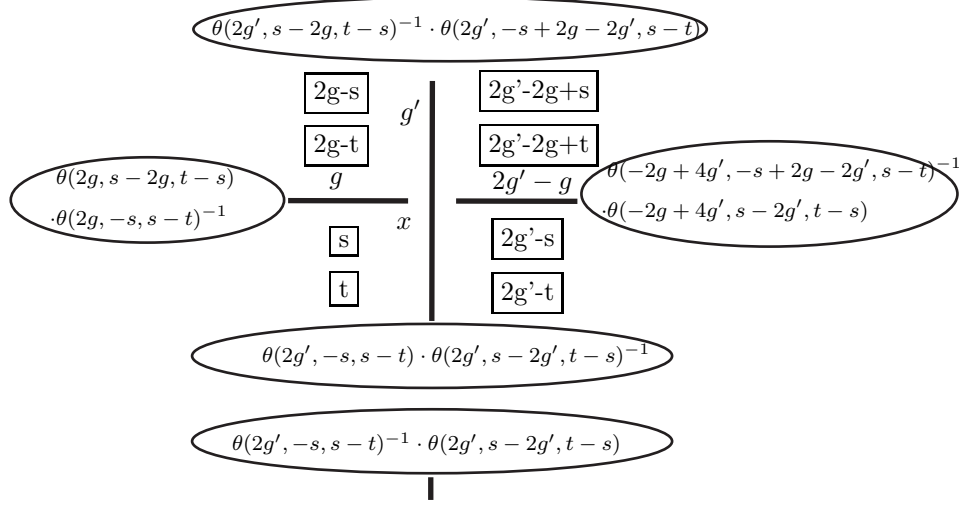 θ(2g′, s − 2g, t − s)⁻¹ · θ(2g′, −s + 2g − 2g′, s − t)
2g-s
2g'-2g+s
g′
2g-t
2g'-2g+t
g
2g′ − g
θ(2g, s − 2g, t − s)
·θ(2g, −s, s − t)⁻¹
θ(−2g + 4g′, −s + 2g − 2g′, s − t)⁻¹
·θ(−2g + 4g′, s − 2g′, t − s)
x
s
2g'-s
t
2g'-t
θ(2g′, −s, s − t) · θ(2g′, s − 2g′, t − s)⁻¹
θ(2g′, −s, s − t)⁻¹ · θ(2g′, s − 2g′, t − s)